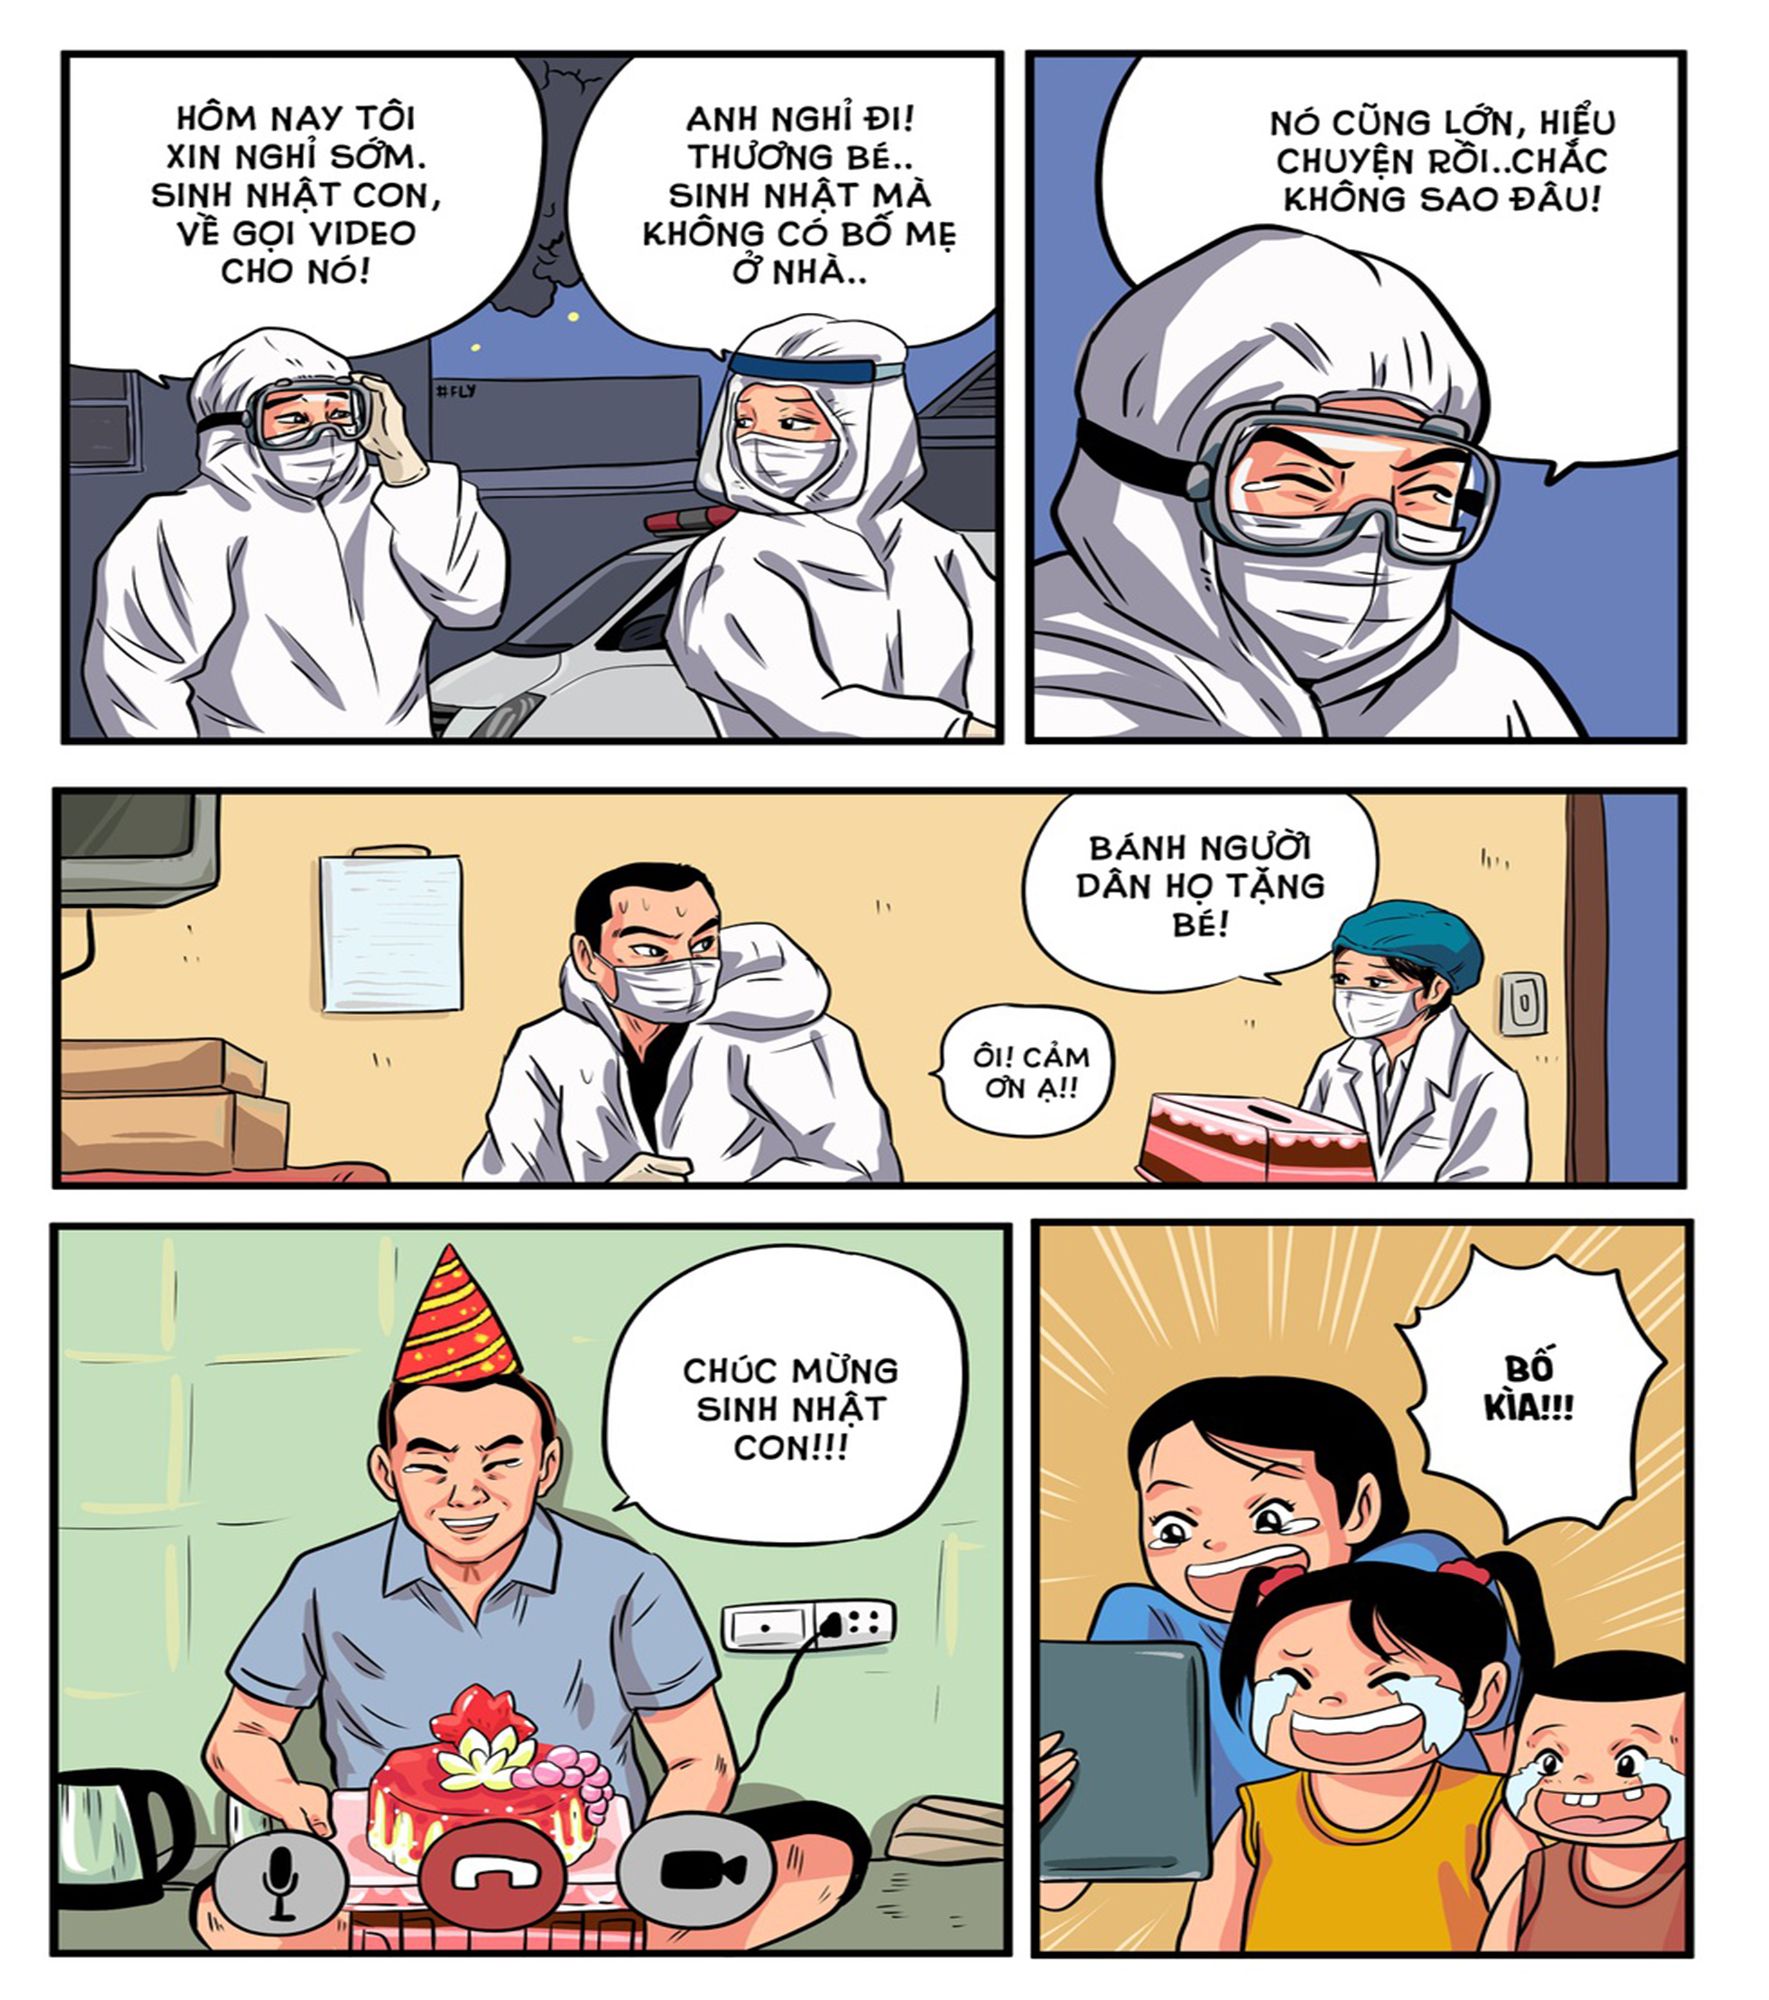 HÔM NAY TÔI
XIN NGHỈ SỚM.
SINH NHẬT CON,
VỀ GỌI VIDEO
CHO NÓ!
ANH NGHỈ ĐI!
THƯƠNG BÉ..
SINH NHẬT MÀ
KHÔNG CÓ BỐ MẸ
Ở NHÀ..
#FLY
NÓ CŨNG LỚN, HIỂU
CHUYỆN RỒI..CHẮC
KHÔNG SAO ĐÂU!
BÁNH NGƯỜI
DÂN HỌ TẶNG
BÉ!
ÔI! CẢM
ƠN Ạ!!
CHÚC MỪNG
SINH NHẬT
CON!!!
BỐ
KÌA!!!